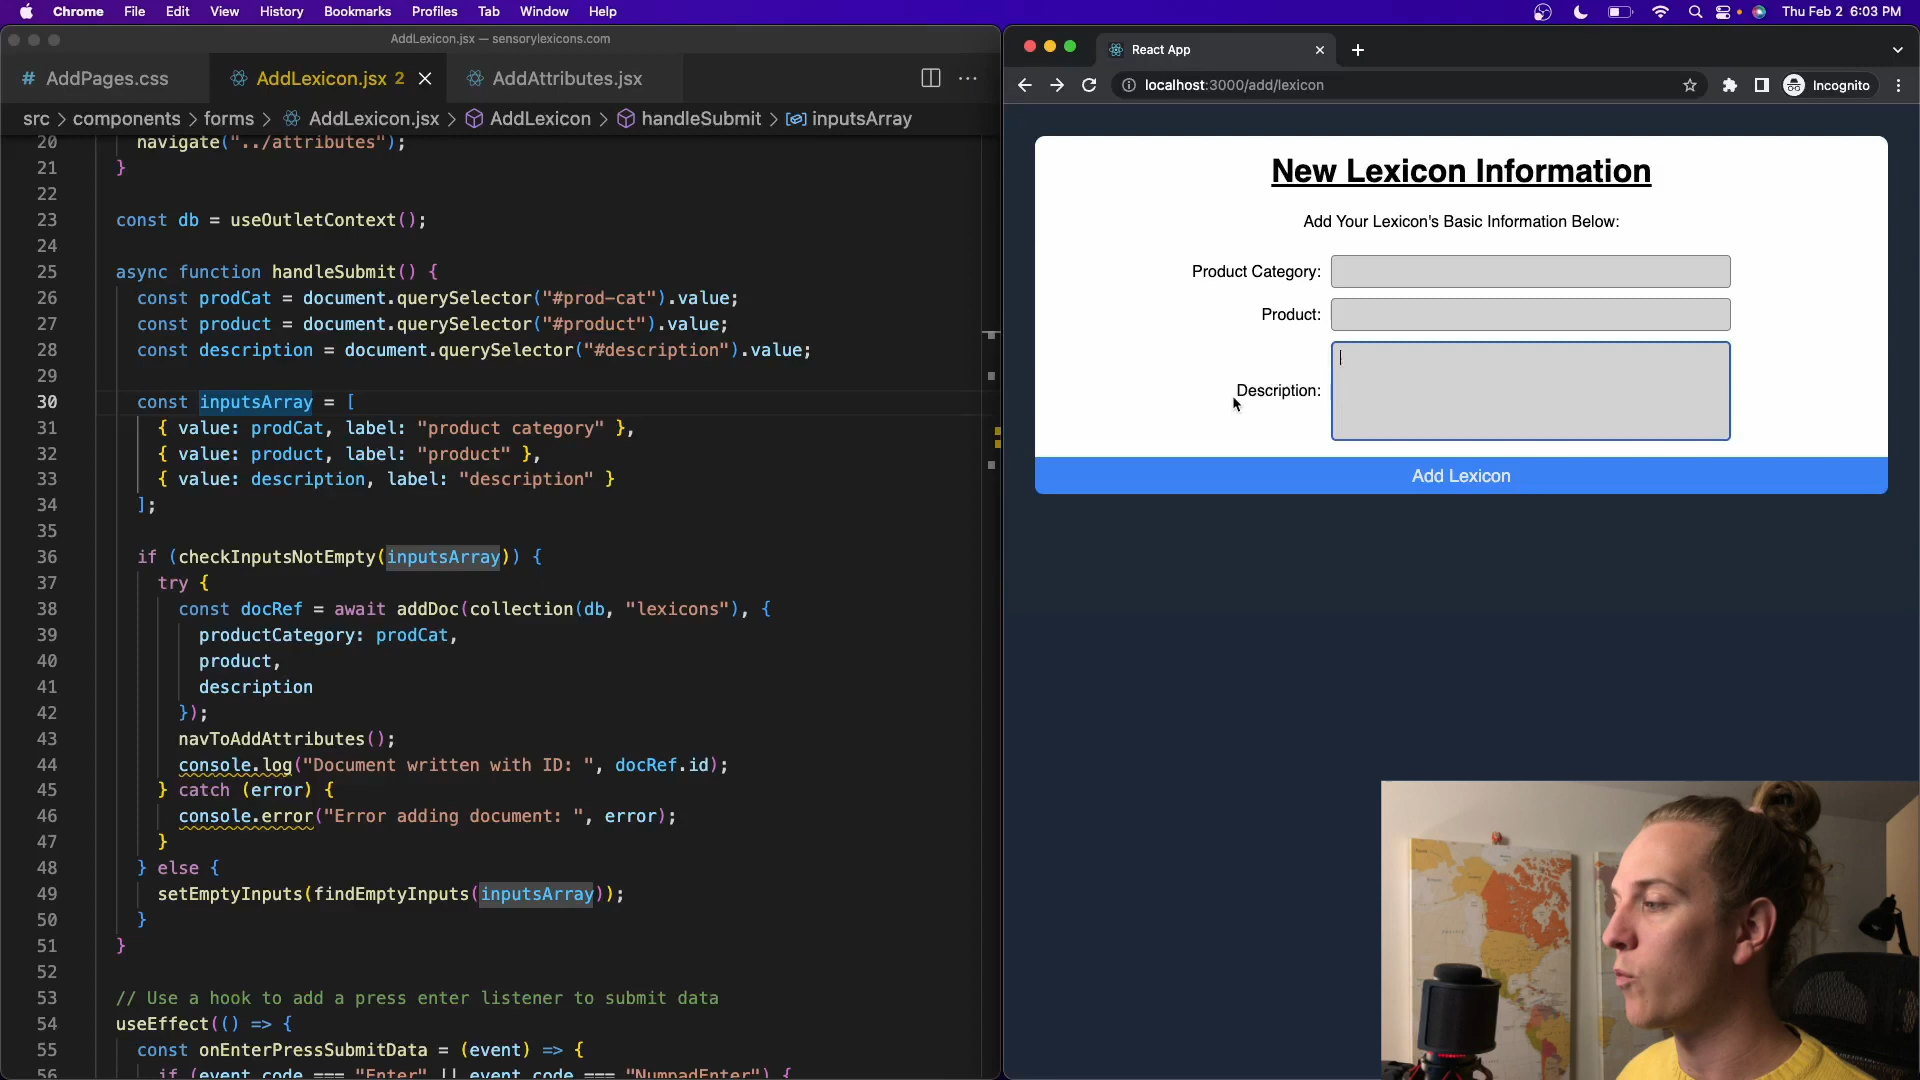 Chrome File Edit View History Bookmarks Profiles Tab Window Help
Thu Feb 2 6:03 PM
AddLexicon.jsx — sensorylexicons.com
# AddPages.css
AddLexicon.jsx 2
AddAttributes.jsx
src > components > forms > AddLexicon.jsx > AddLexicon > handleSubmit > inputsArray
20 navigate("../attributes");
21 }
22
23 const db = useOutletContext();
24
25 async function handleSubmit() {
26 const prodCat = document.querySelector("#prod-cat").value;
27 const product = document.querySelector("#product").value;
28 const description = document.querySelector("#description").value;
29
30 const inputsArray = [
31 { value: prodCat, label: "product category" },
32 { value: product, label: "product" },
33 { value: description, label: "description" }
34 ];
35
36 if (checkInputsNotEmpty(inputsArray)) {
37 try {
38 const docRef = await addDoc(collection(db, "lexicons"), {
39 productCategory: prodCat,
40 product,
41 description
42 });
43 navToAddAttributes();
44 console.log("Document written with ID: ", docRef.id);
45 } catch (error) {
46 console.error("Error adding document: ", error);
47 }
48 } else {
49 setEmptyInputs(findEmptyInputs(inputsArray));
50 }
51 }
52
53 // Use a hook to add a press enter listener to submit data
54 useEffect(() => {
55 const onEnterPressSubmitData = (event) => {
56 if (event.code === "Enter" || event.code === "NumpadEnter") {
React App
localhost:3000/add/lexicon
Incognito
New Lexicon Information
Add Your Lexicon's Basic Information Below:
Product Category:
Product:
Description:
Add Lexicon